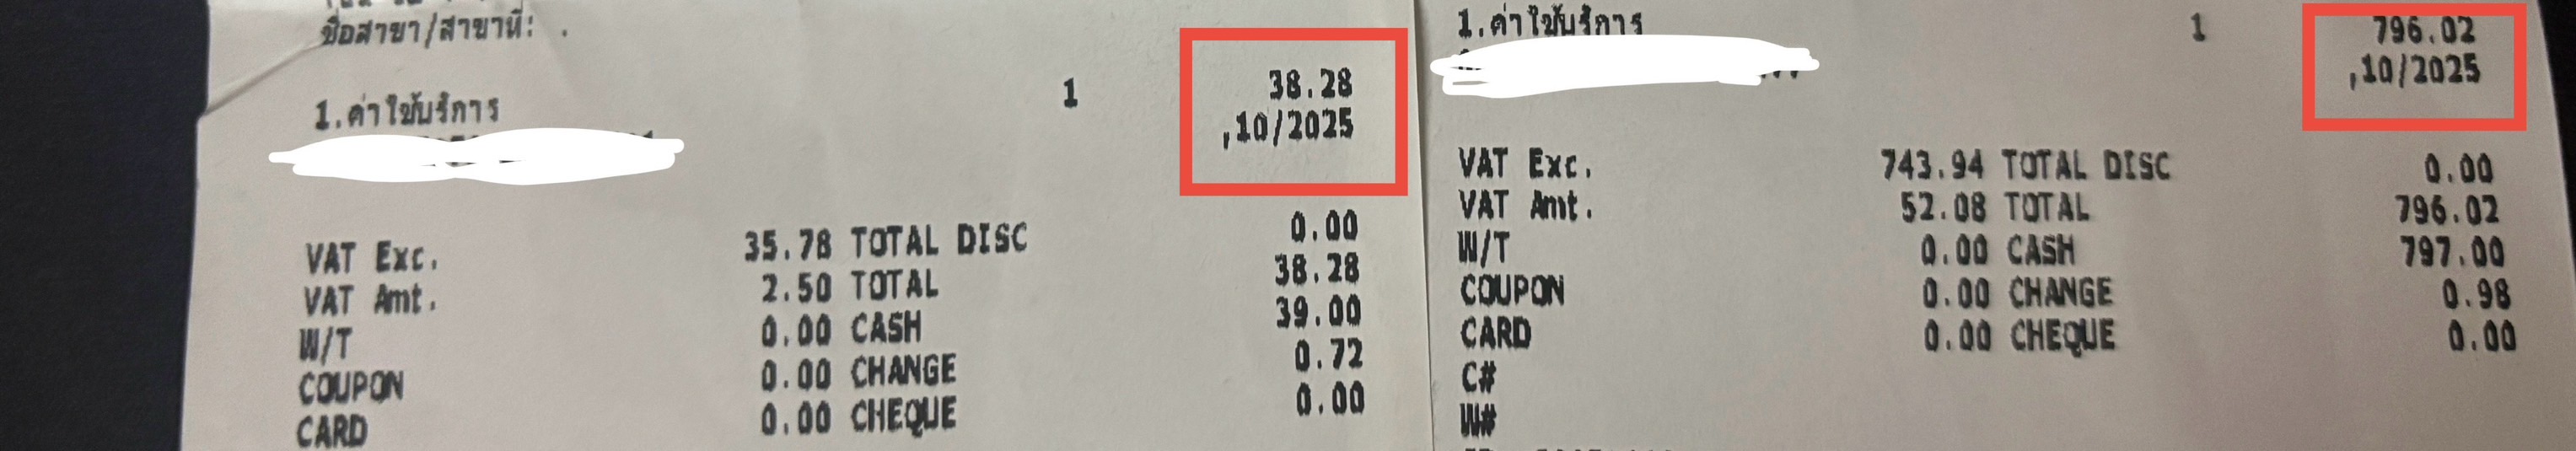 ชื่อสาขา/สาขาที่: .
1.ค่าใช้บริการ 1 38.28
,10/2025
VAT Exc. 35.78 TOTAL DISC 0.00
VAT Amt. 2.50 TOTAL 38.28
W/T 0.00 CASH 39.00
COUPON 0.00 CHANGE 0.72
CARD 0.00 CHEQUE 0.00
1.ค่าใช้บริการ 1 796.02
,10/2025
VAT Exc. 743.94 TOTAL DISC 0.00
VAT Amt. 52.08 TOTAL 796.02
W/T 0.00 CASH 797.00
COUPON 0.00 CHANGE 0.98
CARD 0.00 CHEQUE 0.00
C#
W#